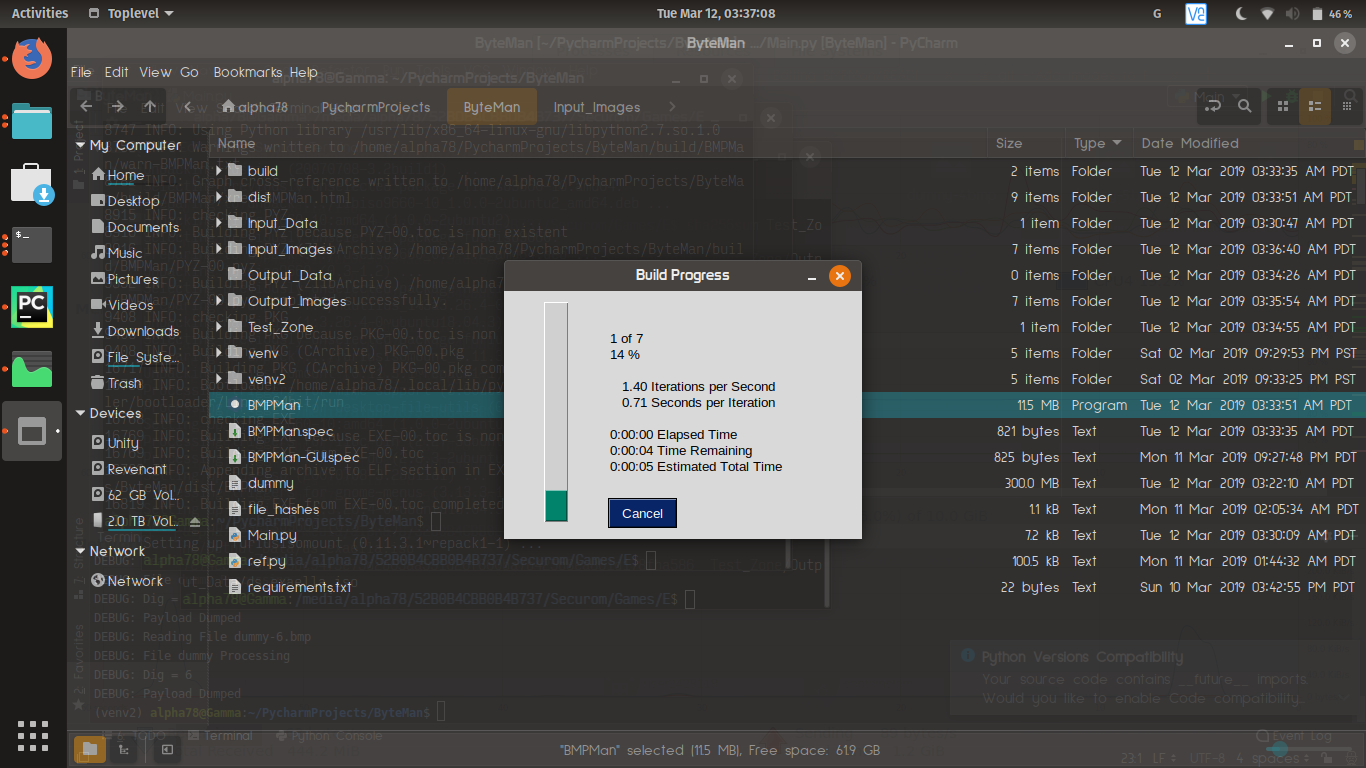 Activities Toplevel Tue Mar 12, 03:37:08 G 46 %
ByteMan [~/PycharmProjects/B ByteMan .../Main.py [ByteMan] - PyCharm
File Edit View Go Bookmarks Help
alpha78@Gamma: ~/PycharmProjects/ByteMan
alpha78 PycharmProjects ByteMan Input_Images
8747 INFO: Using Python library /usr/lib/x86_64-linux-gnu/libpython2.7.so.1.0
My Computer
Home
Desktop
Documents
Music
Pictures
Videos
Downloads
File Syste...
Trash
Devices
Unity
Revenant
62 GB Vol...
2.0 TB Vol...
Network
Network
Name Size Type Date Modified
build 2 items Folder Tue 12 Mar 2019 03:33:35 AM PDT
dist 9 items Folder Tue 12 Mar 2019 03:33:51 AM PDT
Input_Data 1 item Folder Tue 12 Mar 2019 03:30:47 AM PDT
Input_Images 7 items Folder Tue 12 Mar 2019 03:36:40 AM PDT
Output_Data 0 items Folder Tue 12 Mar 2019 03:34:26 AM PDT
Output_Images 7 items Folder Tue 12 Mar 2019 03:35:54 AM PDT
Test_Zone 1 item Folder Tue 12 Mar 2019 03:34:55 AM PDT
venv 5 items Folder Sat 02 Mar 2019 09:29:53 PM PST
venv2 5 items Folder Sat 02 Mar 2019 09:33:25 PM PST
BMPMan 11.5 MB Program Tue 12 Mar 2019 03:33:51 AM PDT
BMPMan.spec 821 bytes Text Tue 12 Mar 2019 03:33:35 AM PDT
BMPMan-GUI.spec 825 bytes Text Mon 11 Mar 2019 09:27:48 PM PDT
dummy 300.0 MB Text Tue 12 Mar 2019 03:22:10 AM PDT
file_hashes 1.1 kB Text Mon 11 Mar 2019 02:05:34 AM PDT
Main.py 7.2 kB Text Tue 12 Mar 2019 03:30:09 AM PDT
ref.py 100.5 kB Text Mon 11 Mar 2019 01:44:32 AM PDT
requirements.txt 22 bytes Text Sun 10 Mar 2019 03:42:55 PM PDT
Build Progress
1 of 7
14 %
1.40 Iterations per Second
0.71 Seconds per Iteration
0:00:00 Elapsed Time
0:00:04 Time Remaining
0:00:05 Estimated Total Time
Cancel
DEBUG: Payload Dumped
DEBUG: Reading File dummy-6.bmp
DEBUG: File dummy Processing
DEBUG: Dig = 6
DEBUG: Payload Dumped
(venv2) alpha78@Gamma:~/PycharmProjects/ByteMan$
Python Versions Compatibility
Your source code contains __future__ imports.
Would you like to enable Code compatibility...
TODO Terminal Python Console Event Log
"BMPMan" selected (11.5 MB), Free space: 61.9 GB
23:1 LF UTF-8 4 spaces